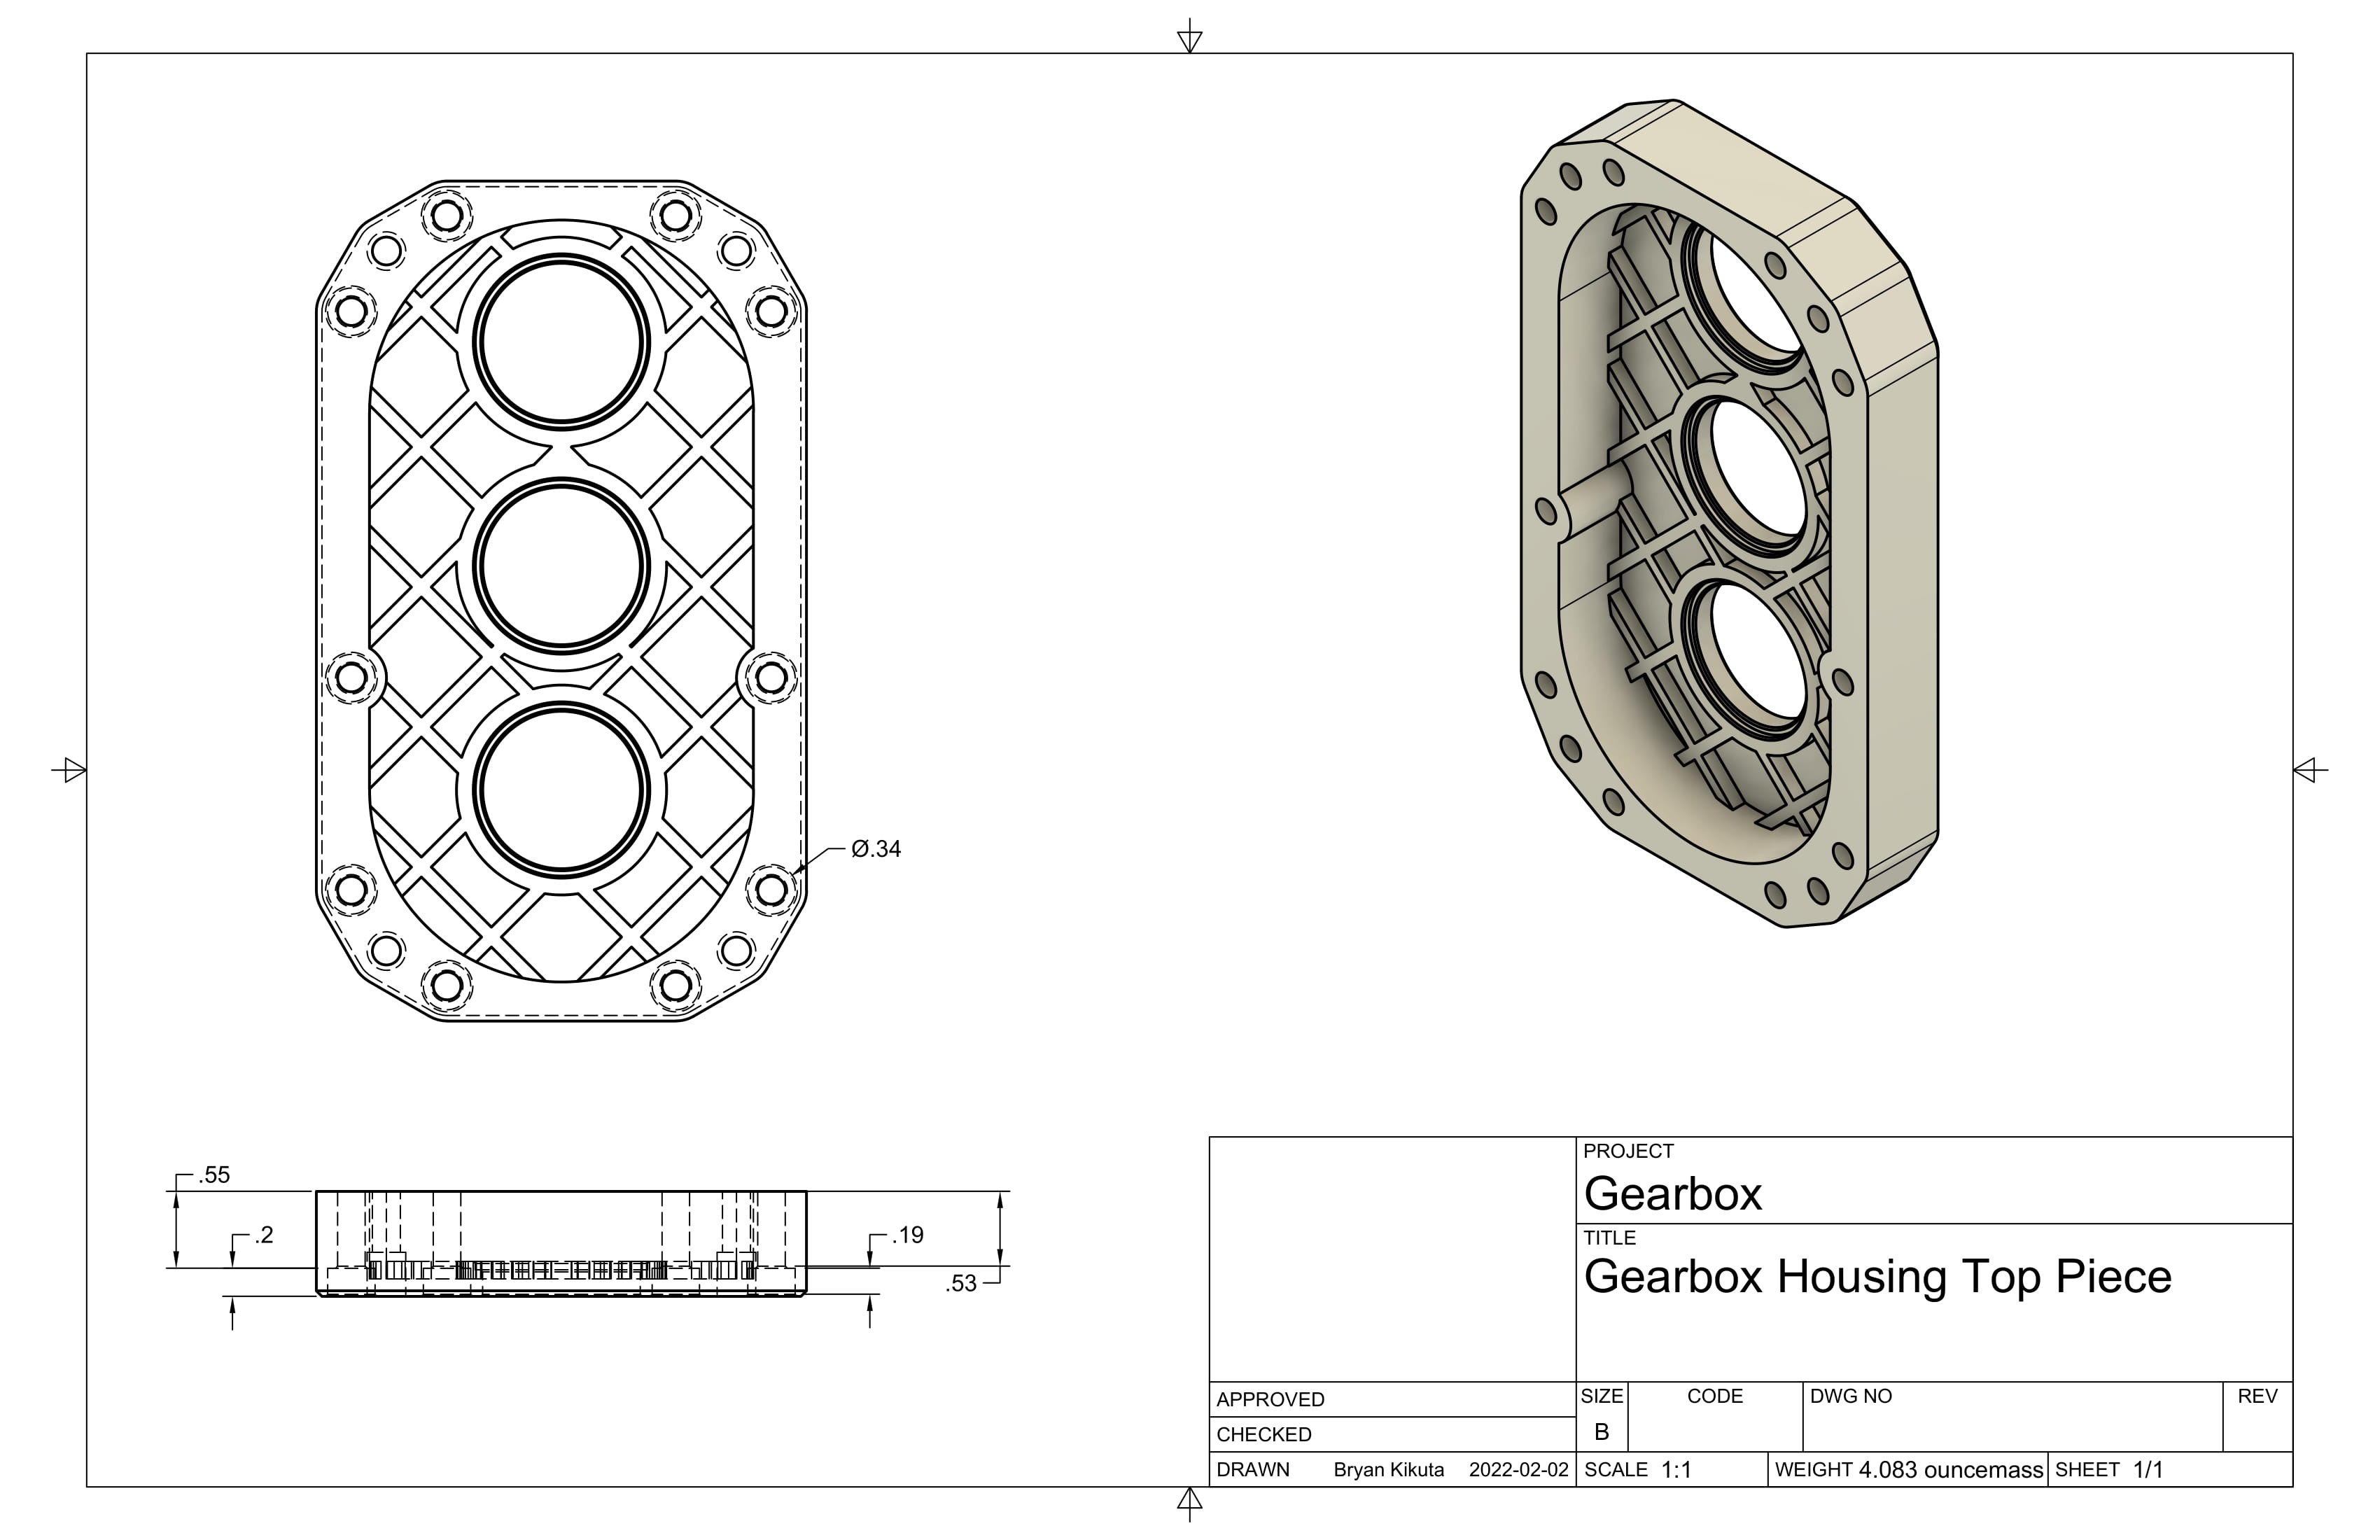 Ø.34
.55
.2
.19
.53
PROJECT
Gearbox
TITLE
Gearbox Housing Top Piece
APPROVED
CHECKED
DRAWN Bryan Kikuta 2022-02-02
SIZE CODE DWG NO REV
B
SCALE 1:1 WEIGHT 4.083 ouncemass SHEET 1/1